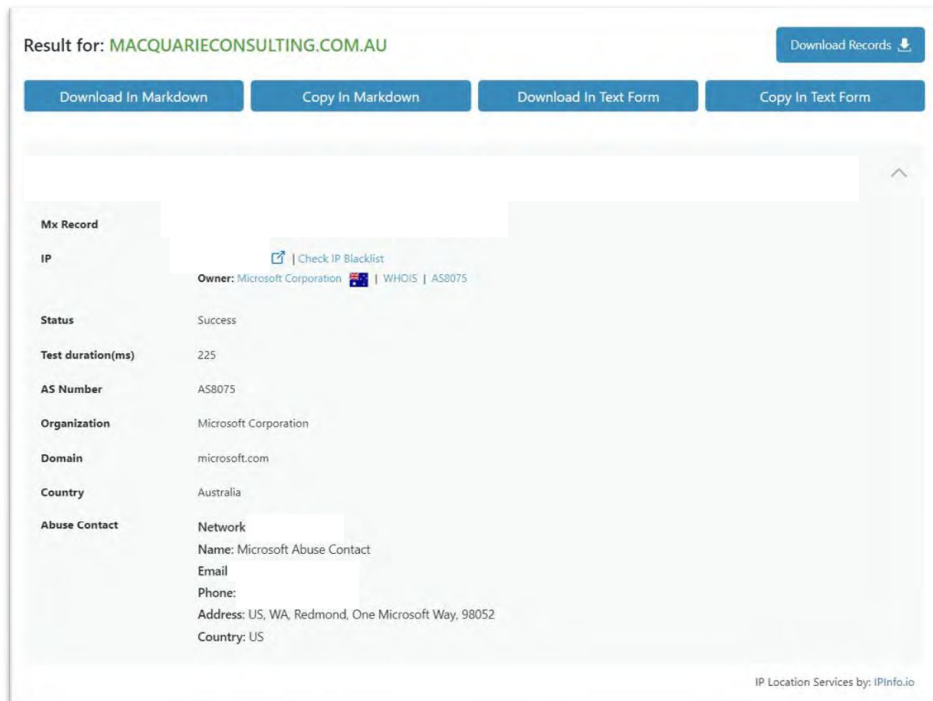 Result for: MACQUARIECONSULTING.COM.AU
Download Records
Download In Markdown
Copy In Markdown
Download In Text Form
Copy In Text Form
Mx Record
IP
| Check IP Blacklist
Owner: Microsoft Corporation | WHOIS | AS8075
Status Success
Test duration(ms) 225
AS Number AS8075
Organization Microsoft Corporation
Domain microsoft.com
Country Australia
Abuse Contact Network
Name: Microsoft Abuse Contact
Email
Phone:
Address: US, WA, Redmond, One Microsoft Way, 98052
Country: US
IP Location Services by: IPInfo.io